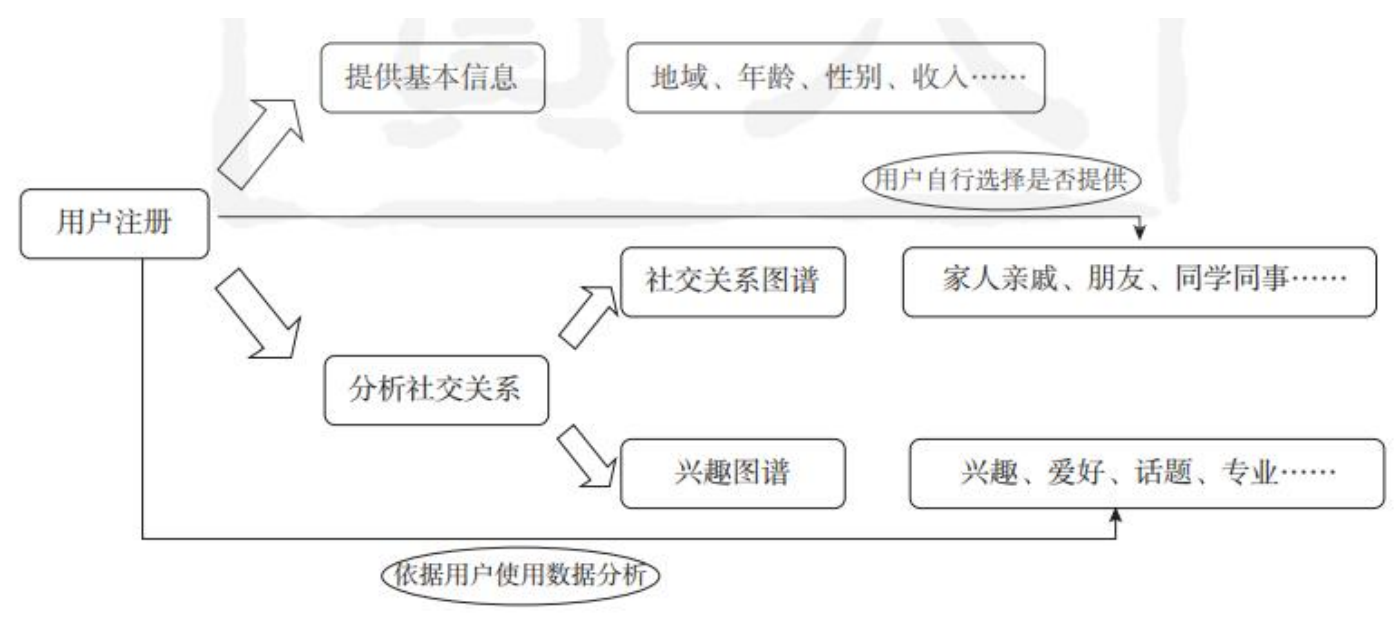 提供基本信息
地域、年龄、性别、收入……
用户自行选择是否提供
用户注册
社交关系图谱
家人亲戚、朋友、同学同事……
分析社交关系
兴趣图谱
兴趣、爱好、话题、专业……
依据用户使用数据分析